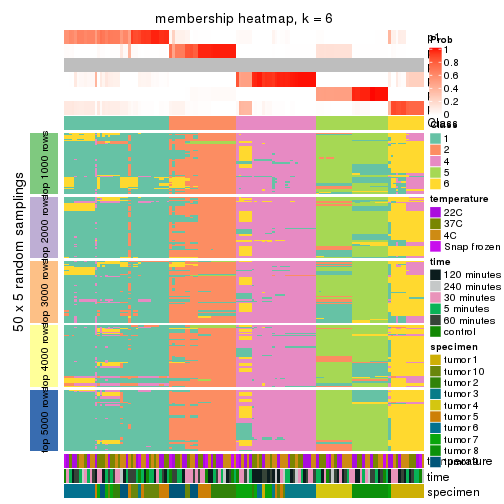 membership heatmap, k = 6
50 x 5 random samplings
top 1000 rows
top 2000 rows
top 3000 rows
top 4000 rows
top 5000 rows
p1
Prob
1
0.8
0.6
0.4
0.2
0
Class
Class
1
2
4
5
6
temperature
22C
37C
4C
Snap frozen
time
120 minutes
240 minutes
30 minutes
5 minutes
60 minutes
control
specimen
tumor 1
tumor 10
tumor 2
tumor 3
tumor 4
tumor 5
tumor 6
tumor 7
tumor 8
temperature
time
specimen